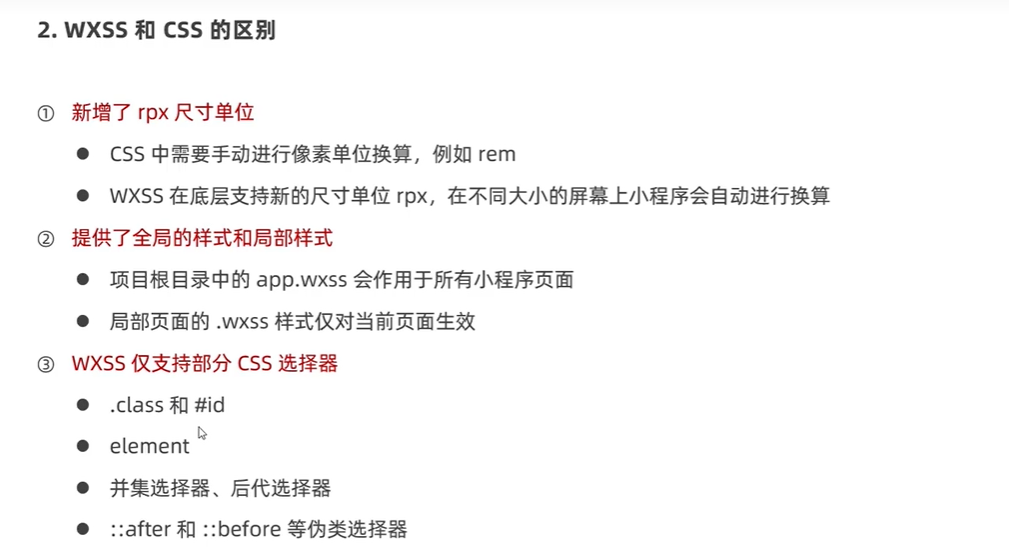 2. WXSS 和 CSS 的区别
① 新增了 rpx 尺寸单位
● CSS 中需要手动进行像素单位换算，例如 rem
● WXSS 在底层支持新的尺寸单位 rpx，在不同大小的屏幕上小程序会自动进行换算
② 提供了全局的样式和局部样式
● 项目根目录中的 app.wxss 会作用于所有小程序页面
● 局部页面的 .wxss 样式仅对当前页面生效
③ WXSS 仅支持部分 CSS 选择器
● .class 和 #id
● element
● 并集选择器、后代选择器
● ::after 和 ::before 等伪类选择器